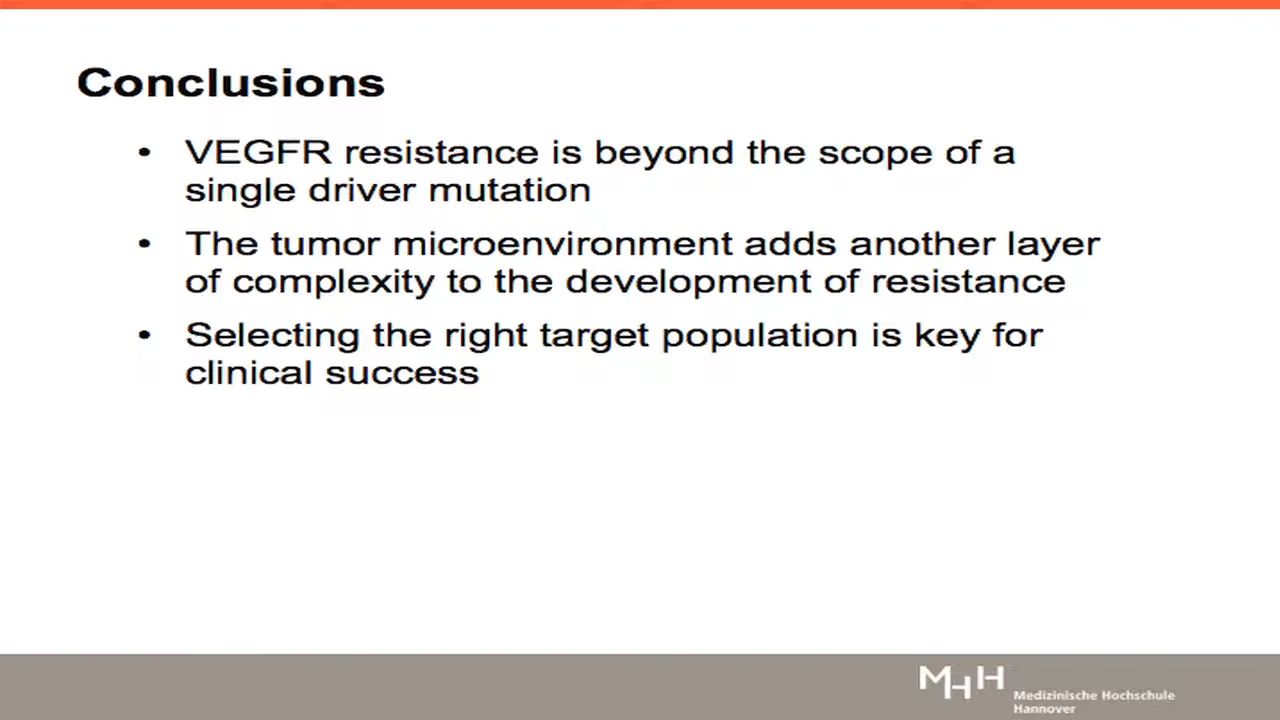 Conclusions
• VEGFR resistance is beyond the scope of a
single driver mutation
• The tumor microenvironment adds another layer
of complexity to the development of resistance
• Selecting the right target population is key for
clinical success
MHH
Medizinische Hochschule
Hannover